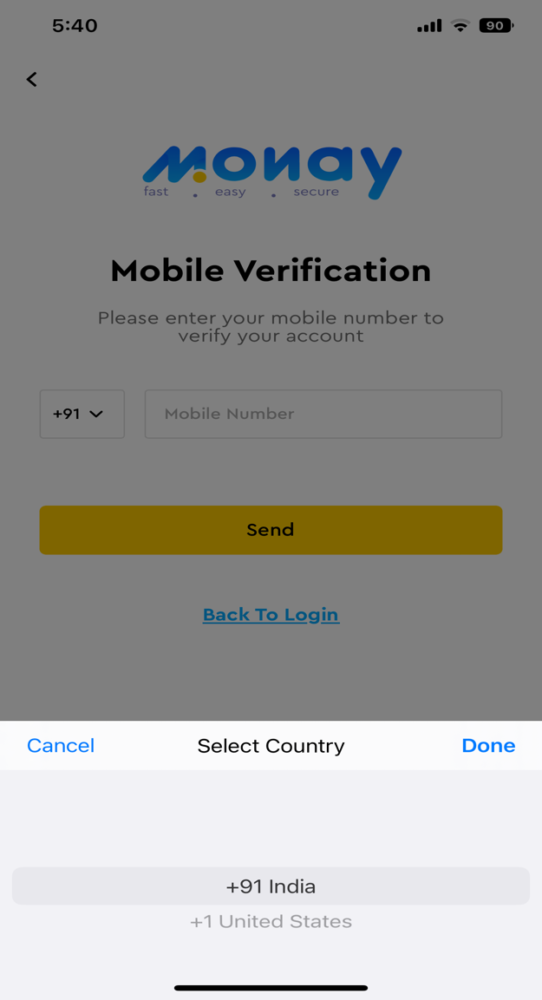 5:40
90
monay
fast . easy . secure
Mobile Verification
Please enter your mobile number to
verify your account
+91 Mobile Number
Send
Back To Login
Cancel Select Country Done
+91 India
+1 United States